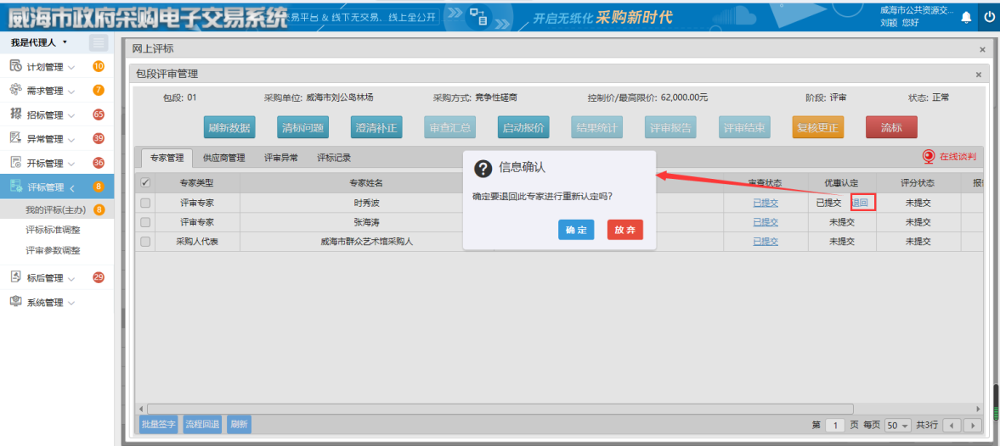 威海市政府采购电子交易系统
易平台 & 线下无交易、线上全公开
开启无纸化 采购新时代
威海市公共资源交...
刘颖 您好
我是代理人
计划管理 10
需求管理 7
招标管理 65
异常管理 39
开标管理 36
评标管理 8
我的评标(主办) 8
评标标准调整
评审参数调整
标后管理 29
系统管理
网上评标
包段评审管理
包段: 01 采购单位: 威海市刘公岛林场 采购方式: 竞争性磋商 控制价/最高限价: 62,000.00元 阶段: 评审 状态: 正常
刷新数据 清标问题 澄清补正 审查汇总 启动报价 结果统计 评审报告 评审结束 复核更正 流标
专家管理 供应商管理 评审异常 评标记录 在线谈判
专家类型 专家姓名 审查状态 优惠认定 评分状态
评审专家 时秀波 已提交 已提交 退回 未提交
评审专家 张海涛 已提交 未提交 未提交
采购人代表 威海市群众艺术馆采购人 已提交 未提交 未提交
信息确认
确定要退回此专家进行重新认定吗?
确定 放弃
批量签字 流程回退 刷新
第 1 页 每页 50 共3行